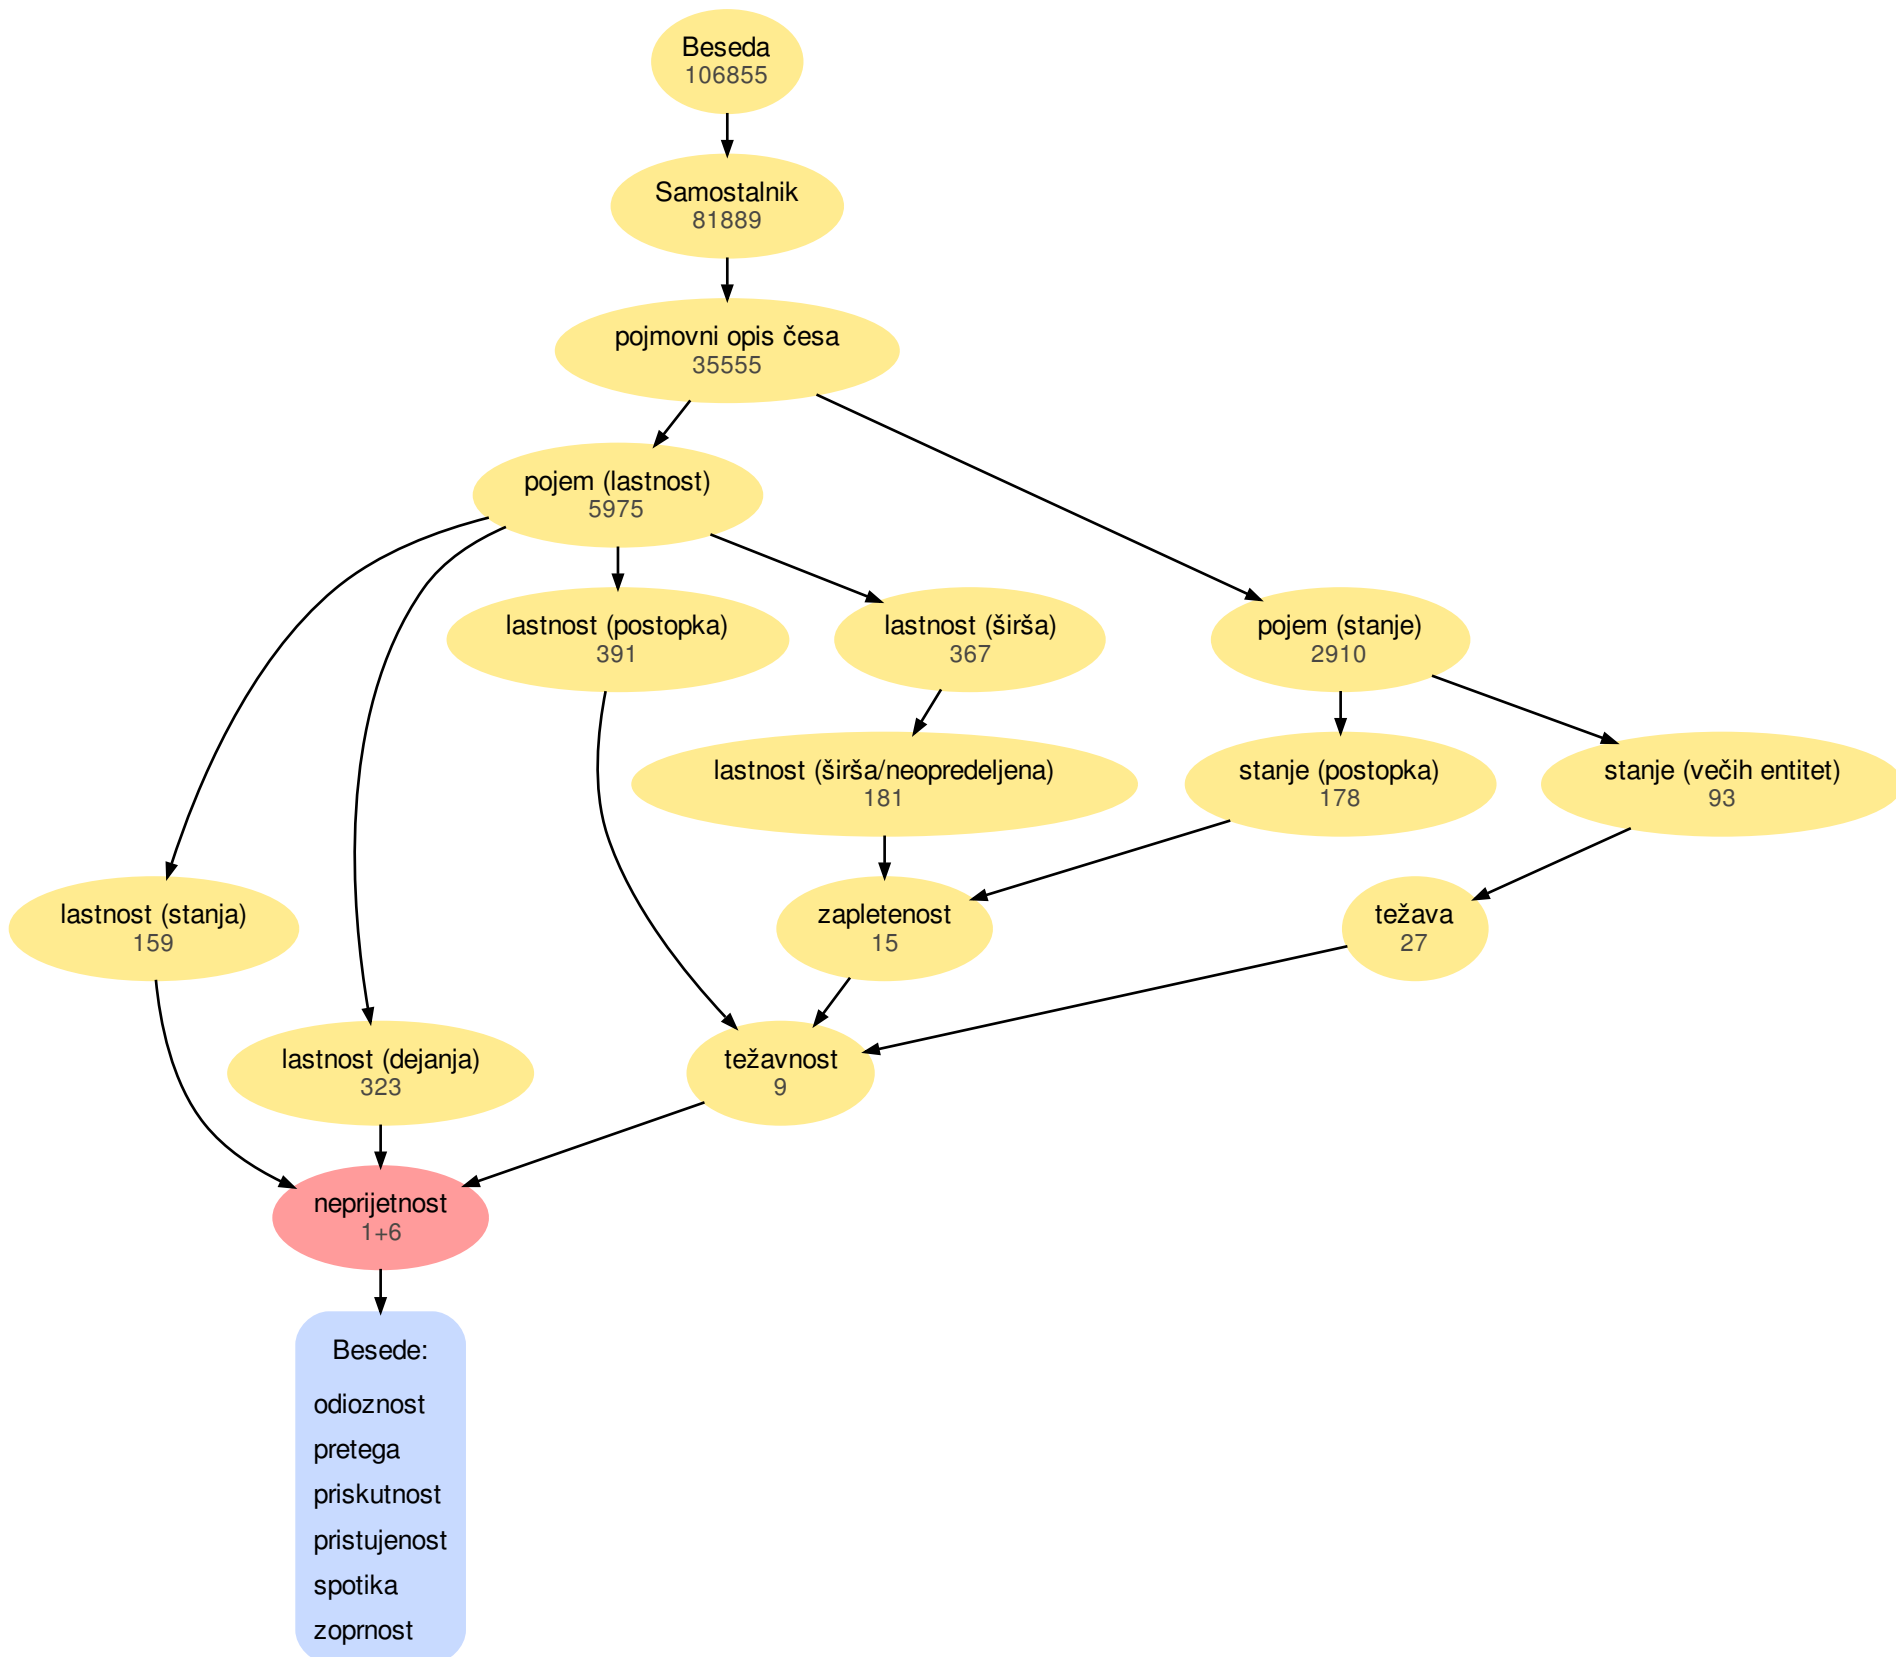 Beseda
106855
Samostalnik
81889
pojmovni opis česa
35555
pojem (lastnost)
5975
lastnost (postopka)
391
lastnost (širša)
367
pojem (stanje)
2910
lastnost (širša/neopredeljena)
181
stanje (postopka)
178
stanje (večih entitet)
93
lastnost (stanja)
159
zapletenost
15
težava
27
lastnost (dejanja)
323
težavnost
9
neprijetnost
1+6
Besede:
odioznost
pretega
priskutnost
pristujenost
spotika
zoprnost